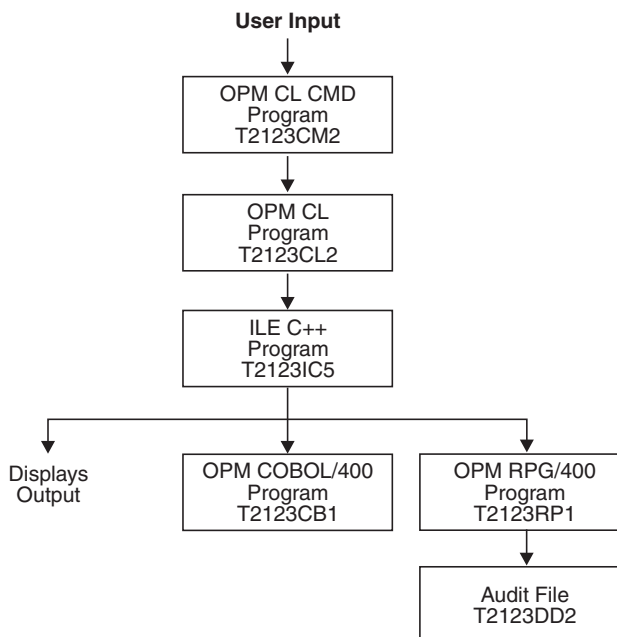 User Input
OPM CL CMD
Program
T2123CM2
OPM CL
Program
T2123CL2
ILE C++
Program
T2123IC5
Displays
Output
OPM COBOL/400
Program
T2123CB1
OPM RPG/400
Program
T2123RP1
Audit File
T2123DD2